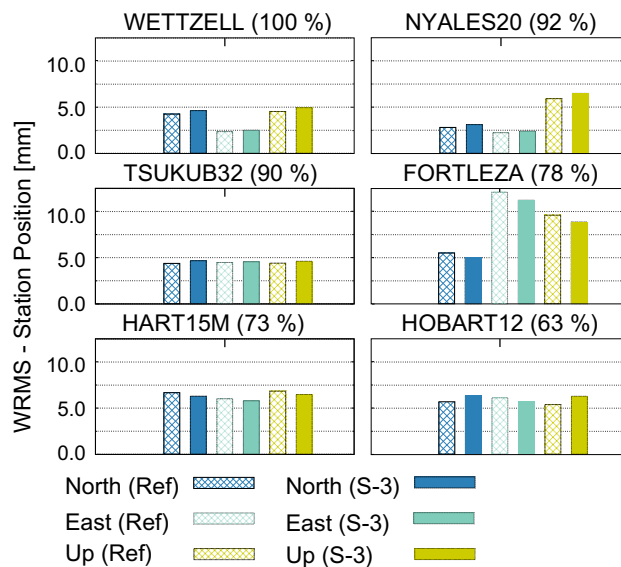 WETTZELL (100 %)
NYALES20 (92 %)
10.0
5.0
0.0
TSUKUB32 (90 %)
FORTLEZA (78 %)
10.0
5.0
0.0
HART15M (73 %)
HOBART12 (63 %)
10.0
5.0
0.0
WRMS - Station Position [mm]
North (Ref)
North (S-3)
East (Ref)
East (S-3)
Up (Ref)
Up (S-3)